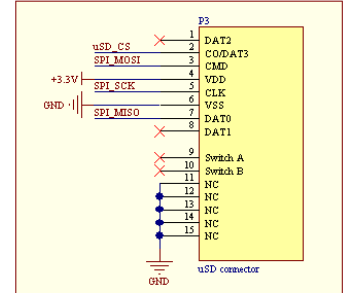 P3
1 DAT2
uSD_CS 2 CO/DAT3
SPI_MOSI 3 CMD
+3.3V 4 VDD
SPI_SCK 5 CLK
GND 6 VSS
SPI_MISO 7 DAT0
8 DAT1
9 Switch A
10 Switch B
11 NC
12 NC
13 NC
14 NC
15 NC
uSD connector
GND